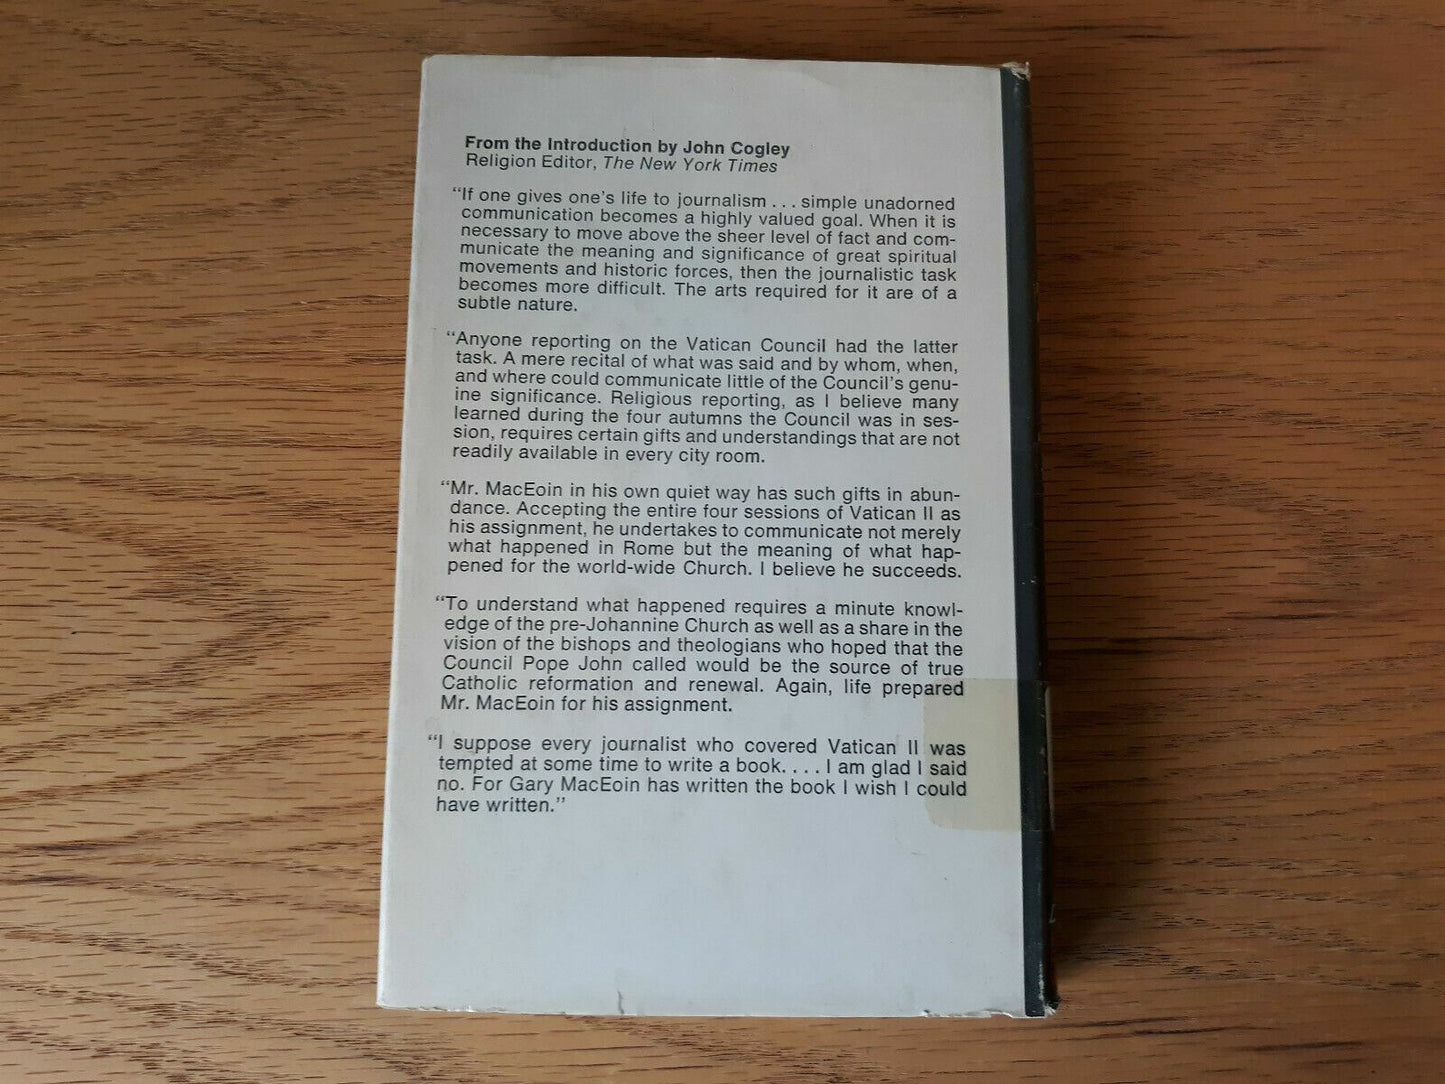 From the Introduction by John Cogley
Religion Editor, The New York Times
“If one gives one’s life to journalism . . . simple unadorned
communication becomes a highly valued goal. When it is
necessary to move above the sheer level of fact and com-
municate the meaning and significance of great spiritual
movements and historic forces, then the journalistic task
becomes more difficult. The arts required for it are of a
subtle nature.
“Anyone reporting on the Vatican Council had the latter
task. A mere recital of what was said and by whom, when,
and where could communicate little of the Council’s genu-
ine significance. Religious reporting, as I believe many
learned during the four autumns the Council was in ses-
sion, requires certain gifts and understandings that are not
readily available in every city room.
“Mr. MacEoin in his own quiet way has such gifts in abun-
dance. Accepting the entire four sessions of Vatican II as
his assignment, he undertakes to communicate not merely
what happened in Rome but the meaning of what hap-
pened for the world-wide Church. I believe he succeeds.
“To understand what happened requires a minute knowl-
edge of the pre-Johannine Church as well as a share in the
vision of the bishops and theologians who hoped that the
Council Pope John called would be the source of true
Catholic reformation and renewal. Again, life prepared
Mr. MacEoin for his assignment.
“I suppose every journalist who covered Vatican II was
tempted at some time to write a book. . . . I am glad I said
no. For Gary MacEoin has written the book I wish I could
have written.”